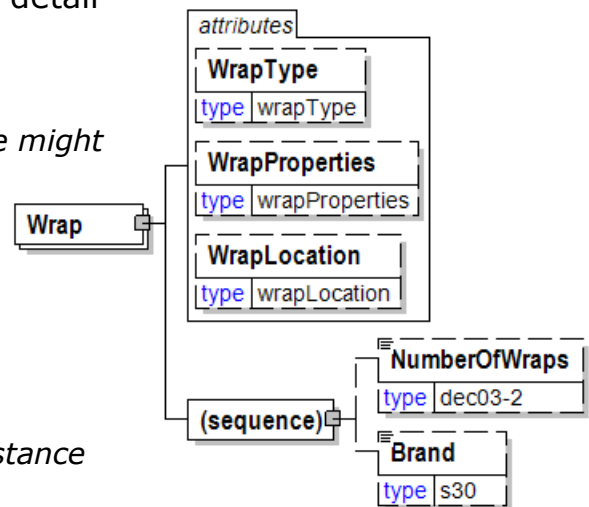 detail
attributes
WrapType
type wrapType
e might
WrapProperties
type wrapProperties
Wrap
WrapLocation
type wrapLocation
NumberOfWraps
type dec03-2
(sequence)
Brand
stance
type s30